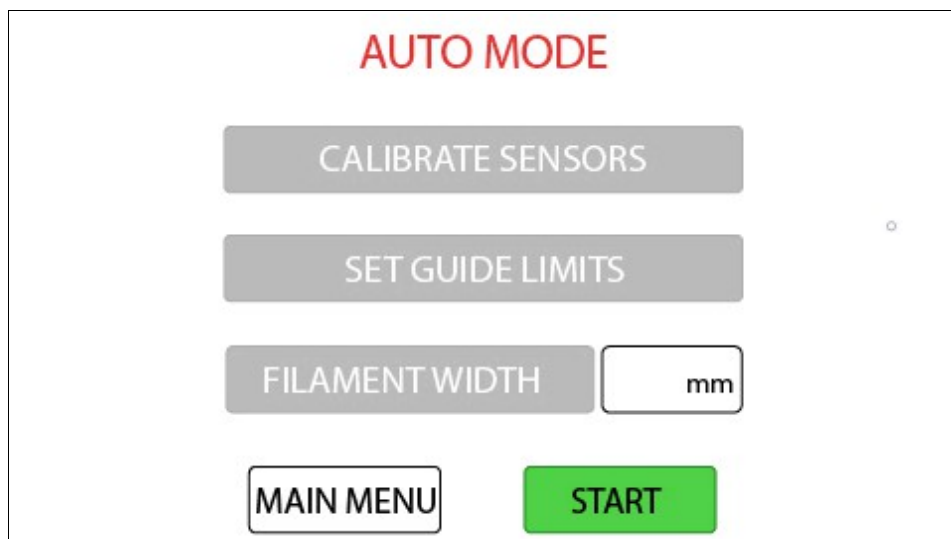 AUTO MODE
CALIBRATE SENSORS
SET GUIDE LIMITS
FILAMENT WIDTH mm
MAIN MENU START